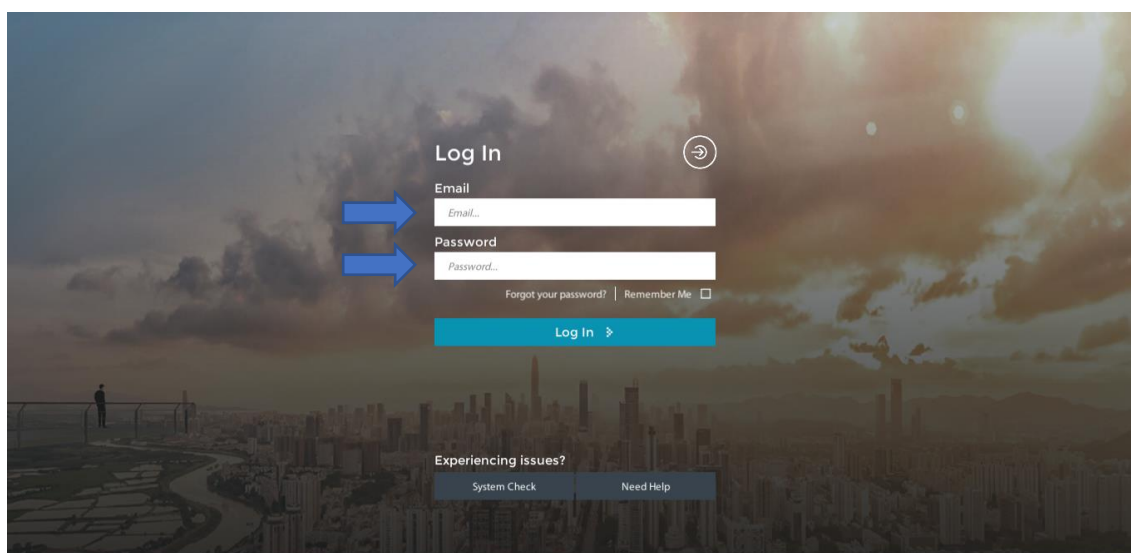 Log In
Email
Email...
Password
Password...
Forgot your password? | Remember Me
Log In
Experiencing issues?
System Check Need Help